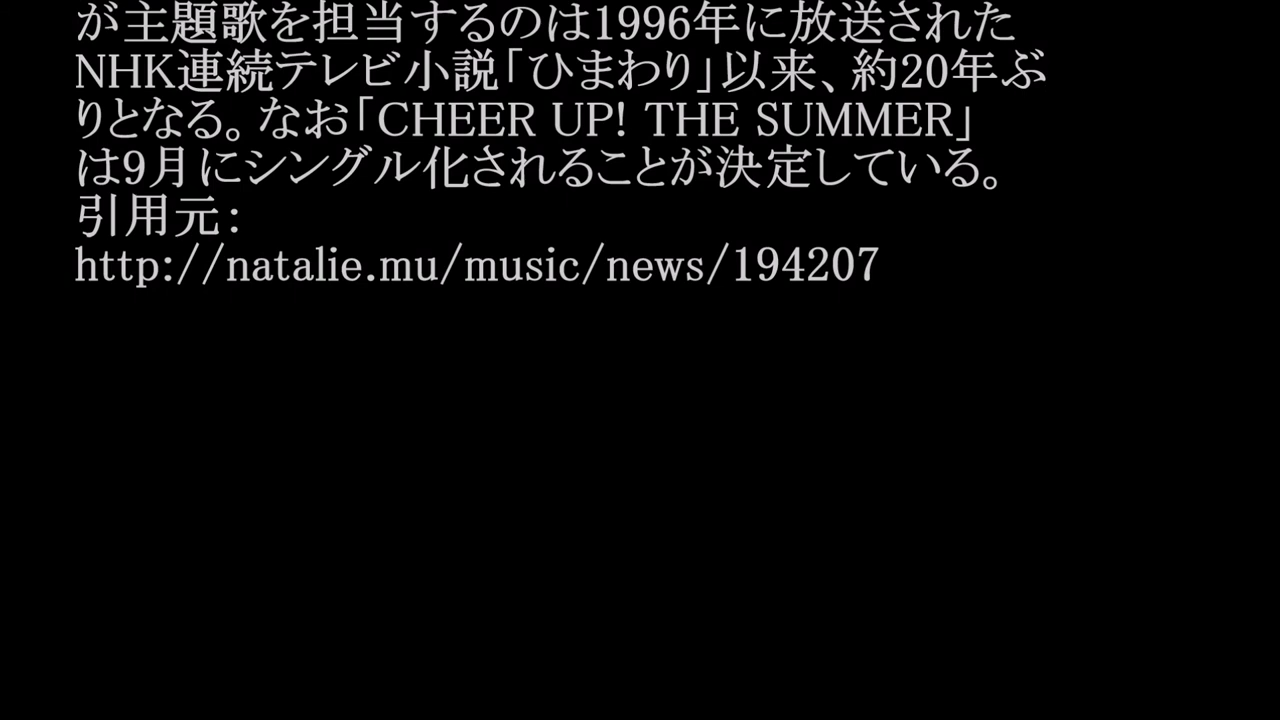 が主題歌を担当するのは1996年に放送された
NHK連続テレビ小説「ひまわり」以来、約20年ぶ
りとなる。なお「CHEER UP! THE SUMMER」
は9月にシングル化されることが決定している。
引用元：
http://natalie.mu/music/news/194207